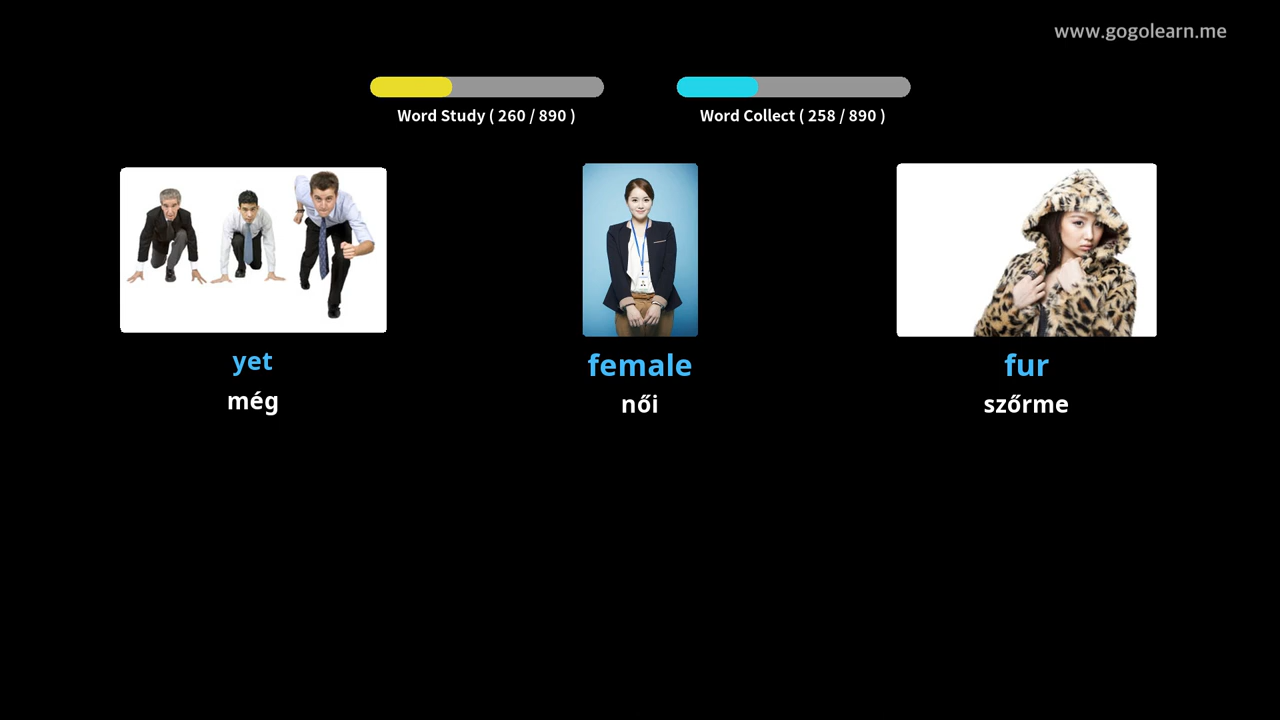 www.gogolearn.me
Word Study ( 260 / 890 )
Word Collect ( 258 / 890 )
yet
még
female
női
fur
szőrme